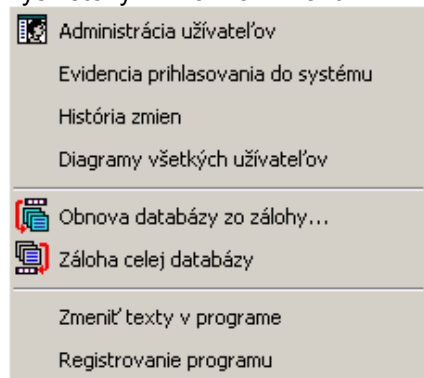 Administrácia užívateľov
Evidencia prihlasovania do systému
História zmien
Diagramy všetkých užívateľov
Obnova databázy zo zálohy...
Záloha celej databázy
Zmeniť texty v programe
Registrovanie programu